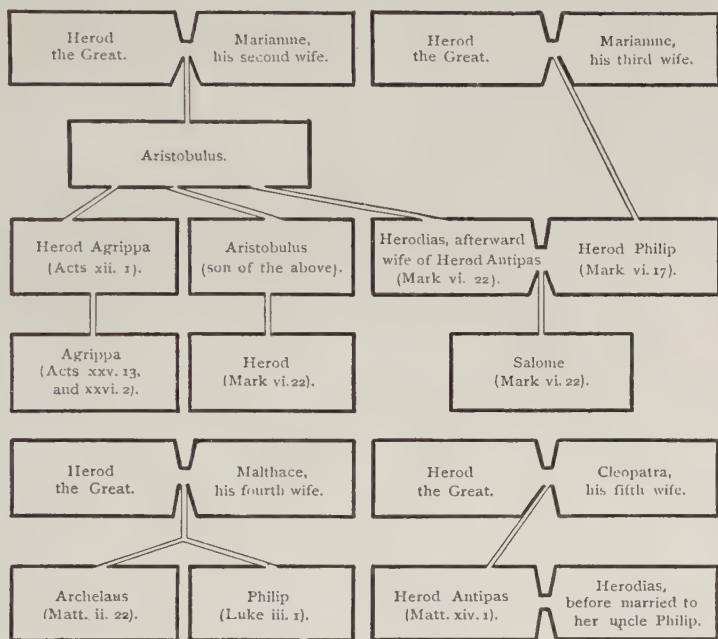 Herod
the Great.
Mariamne,
his second wife.
Herod
the Great.
Mariamne,
his third wife.
Aristobulus.
Herod Agrippa
(Acts xii. 1).
Aristobulus
(son of the above).
Herodias, afterward
wife of Herod Antipas
(Mark vi. 22).
Herod Philip
(Mark vi. 17).
Agrippa
(Acts xxv. 13,
and xxvi. 2).
Herod
(Mark vi. 22).
Salome
(Mark vi. 22).
Herod
the Great.
Malthace,
his fourth wife.
Herod
the Great.
Cleopatra,
his fifth wife.
Archelaus
(Matt. ii. 22).
Philip
(Luke iii. 1).
Herod Antipas
(Matt. xiv. 1).
Herodias,
before married to
her uncle Philip.